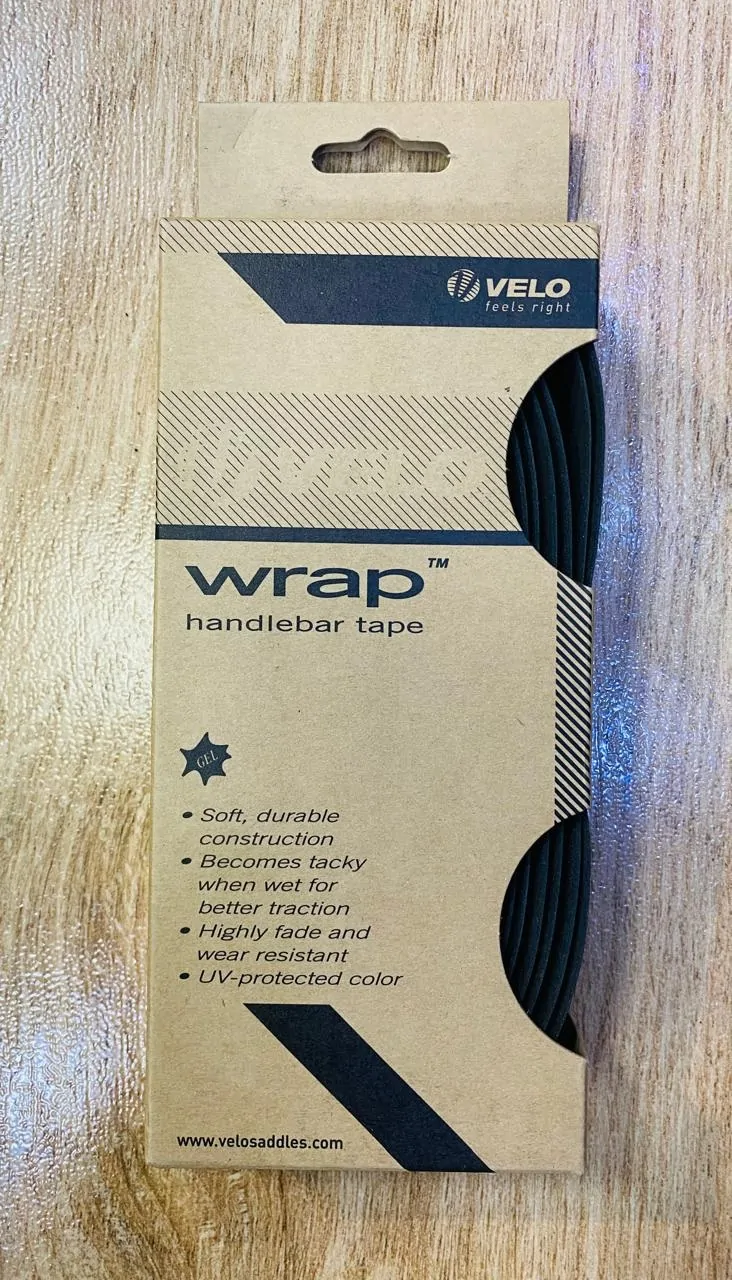 VELO
feels right
VELO
wrap™
handlebar tape
GEL
• Soft, durable
construction
• Becomes tacky
when wet for
better traction
• Highly fade and
wear resistant
• UV-protected color
www.velosaddles.com